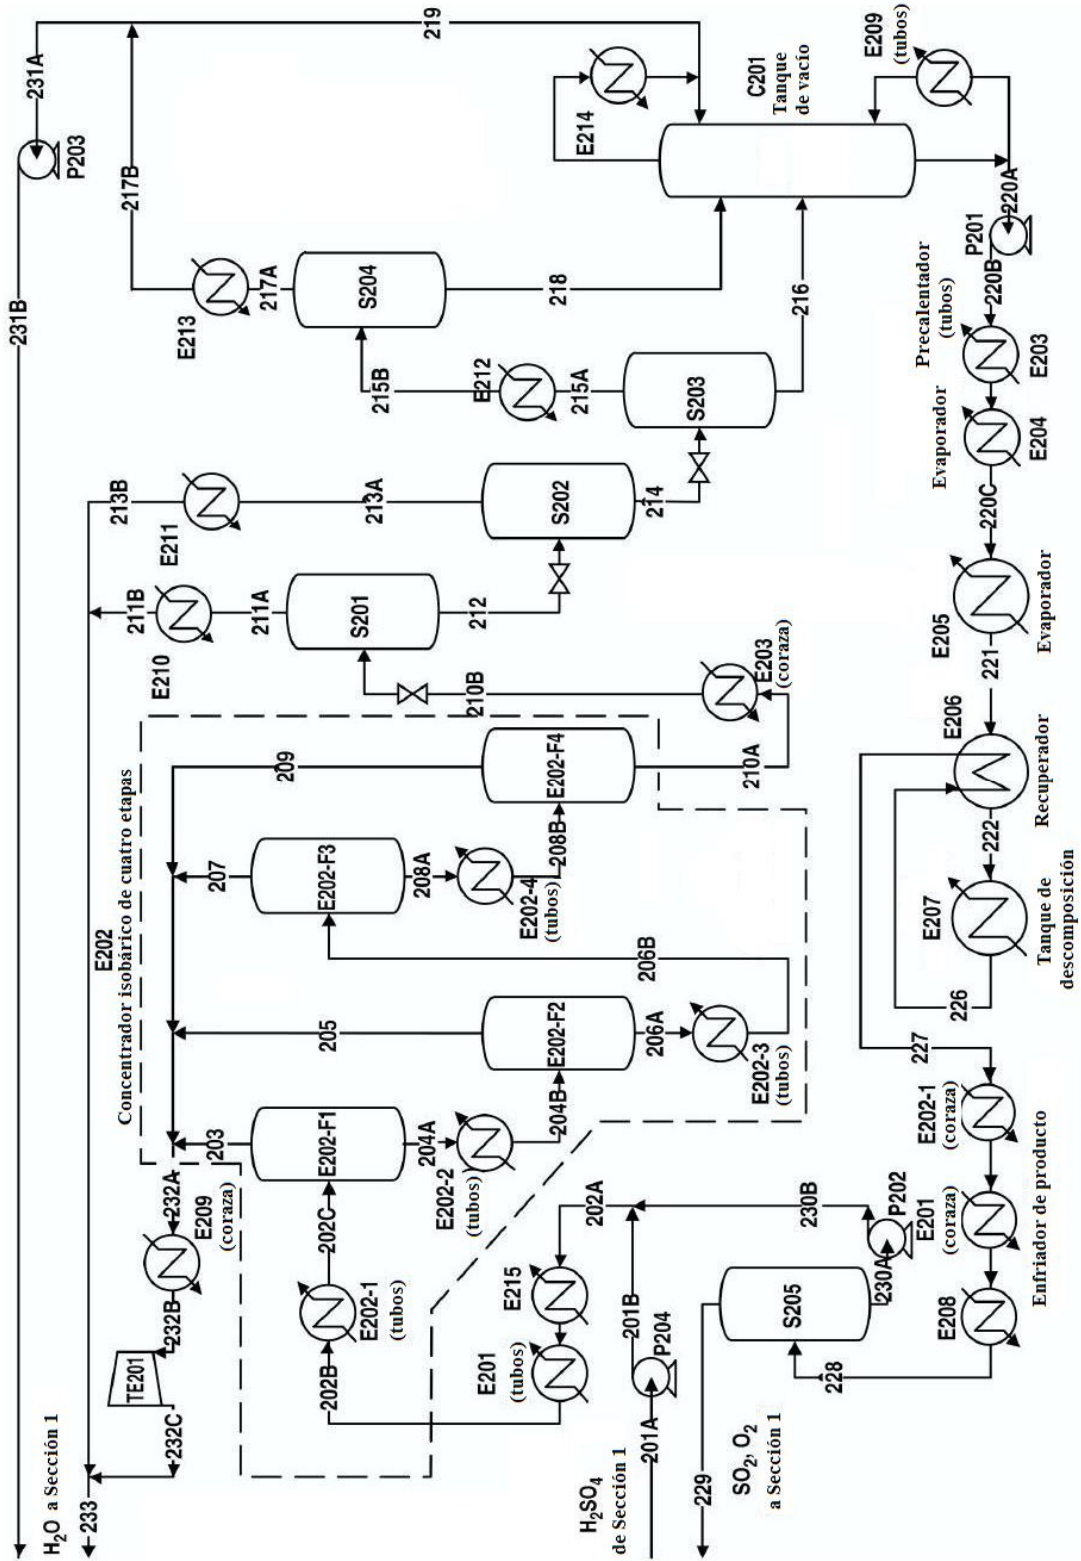 231B
P203
231A
H₂O a Sección 1
233
232C
TE201
232B
232A
E209
(coraza)
E202
Concentrador isobárico de cuatro etapas
211B
213B
217B
219
E210
E211
E213
203
205
207
209
211A
213A
217A
202C
E202-F1
E202-F3
S201
S204
202B
E202-1
(tubos)
204A
E202-2
(tubos)
208A
E202-4
(tubos)
208B
204B
E202-F2
E202-F4
210B
212
S202
215B
E212
215A
218
E214
E201
(tubos)
E215
202A
H₂SO₄
de Sección 1
201A
P204
201B
206A
E202-3
(tubos)
206B
210A
E203
(coraza)
214
S203
216
C201
Tanque
de vacío
E209
(tubos)
229
SO₂, O₂
a Sección 1
228
S205
230A
P202
230B
E208
E201
(coraza)
E202-1
(coraza)
227
226
E207
222
E206
221
E205
220C
Evaporador
E204
Precalentador
(tubos)
E203
220B
P201
220A
Enfriador de producto
Tanque de
descomposición
Recuperador
Evaporador